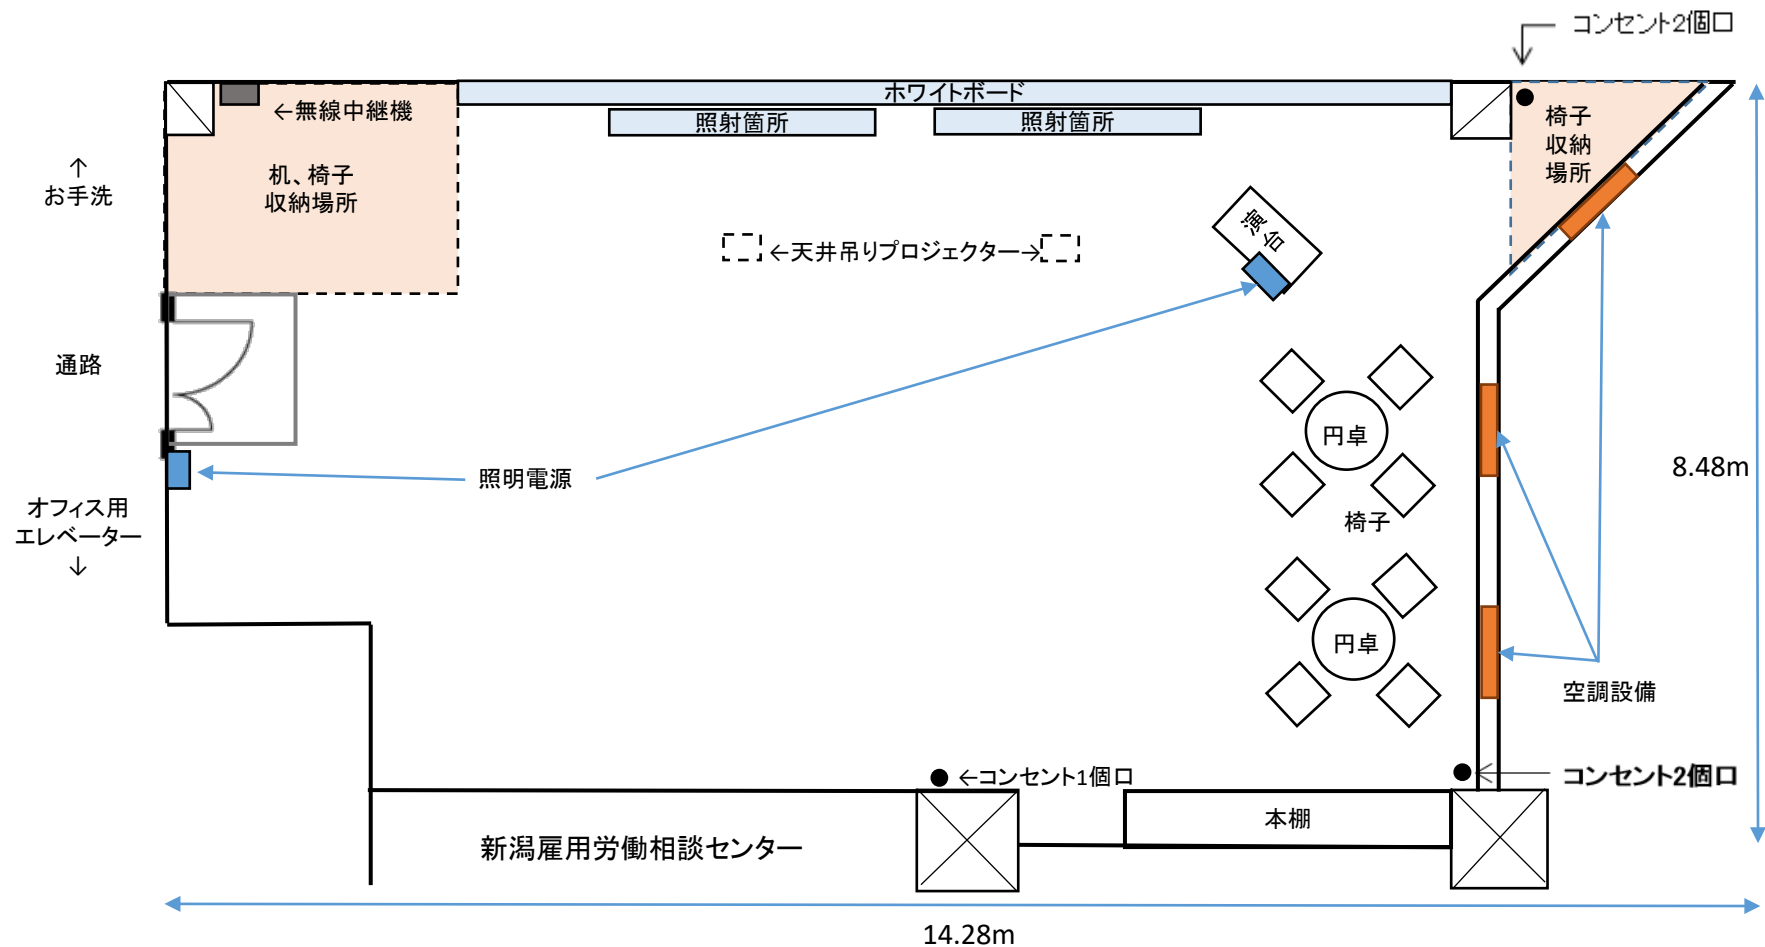 コンセント2個口
ホワイトボード
照射箇所
照射箇所
←無線中継機
椅子
収納
場所
↑
お手洗
机、椅子
収納場所
演台
←天井吊りプロジェクター→
通路
円卓
8.48m
照明電源
オフィス用
エレベーター
↓
椅子
円卓
空調設備
←コンセント1個口
コンセント2個口
本棚
新潟雇用労働相談センター
14.28m